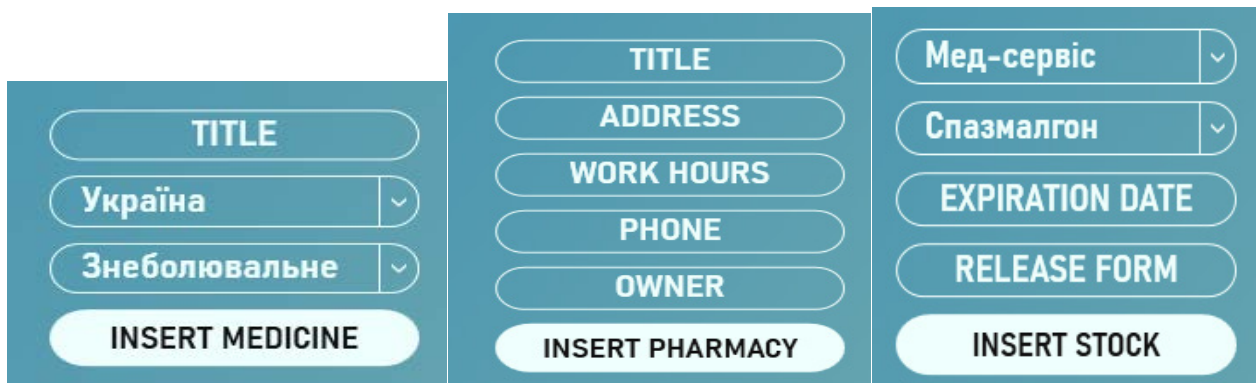 TITLE
Україна
Знеболювальне
INSERT MEDICINE
TITLE
ADDRESS
WORK HOURS
PHONE
OWNER
INSERT PHARMACY
Мед-сервіс
Спазмалгон
EXPIRATION DATE
RELEASE FORM
INSERT STOCK